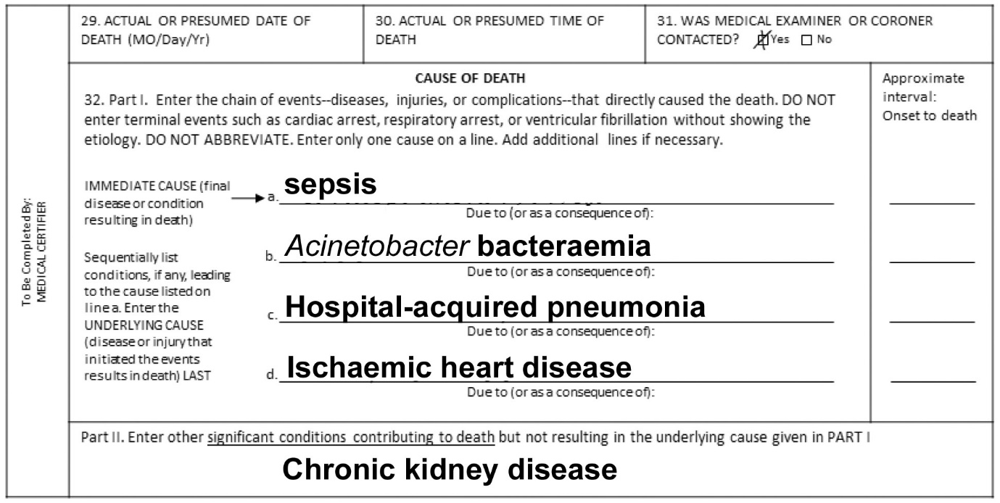 29. ACTUAL OR PRESUMED DATE OF
DEATH (MO/Day/Yr)
30. ACTUAL OR PRESUMED TIME OF
DEATH
31. WAS MEDICAL EXAMINER OR CORONER
CONTACTED? Yes No
To Be Completed By:
MEDICAL CERTIFIER
CAUSE OF DEATH
32. Part I. Enter the chain of events--diseases, injuries, or complications--that directly caused the death. DO NOT
enter terminal events such as cardiac arrest, respiratory arrest, or ventricular fibrillation without showing the
etiology. DO NOT ABBREVIATE. Enter only one cause on a line. Add additional lines if necessary.
Approximate
interval:
Onset to death
IMMEDIATE CAUSE (final
disease or condition
resulting in death)
a. sepsis
Due to (or as a consequence of):
b. Acinetobacter bacteraemia
Due to (or as a consequence of):
Sequentially list
conditions, if any, leading
to the cause listed on
line a. Enter the
UNDERLYING CAUSE
(disease or injury that
initiated the events
results in death) LAST
c. Hospital-acquired pneumonia
Due to (or as a consequence of):
d. Ischaemic heart disease
Due to (or as a consequence of):
Part II. Enter other significant conditions contributing to death but not resulting in the underlying cause given in PART I
Chronic kidney disease